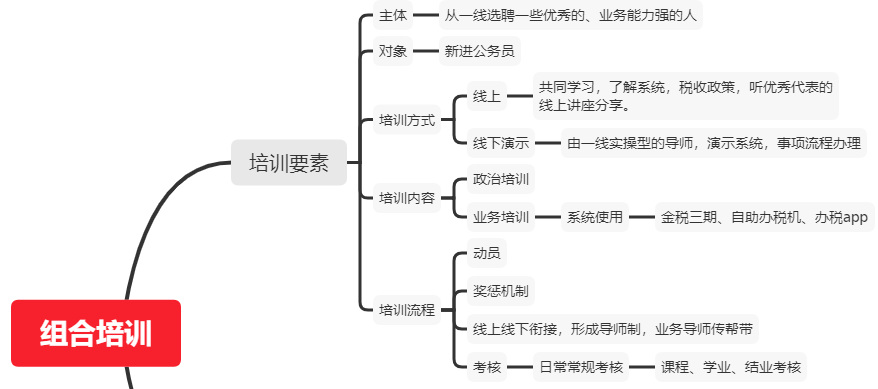 主体
从一线选聘一些优秀的、业务能力强的人
对象
新进公务员
线上
共同学习，了解系统，税收政策，听优秀代表的
线上讲座分享。
培训方式
线下演示
由一线实操型的导师，演示系统，事项流程办理
培训要素
政治培训
培训内容
业务培训
系统使用
金税三期、自助办税机、办税app
动员
奖惩机制
培训流程
线上线下衔接，形成导师制，业务导师传帮带
组合培训
考核
日常常规考核
课程、学业、结业考核